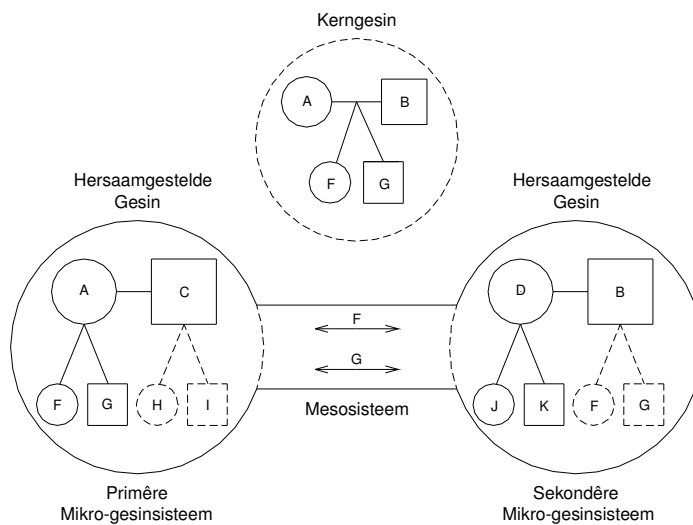 Kerngesin
A
B
F
G
Hersaamgestelde
Gesin
A
C
F
G
H
I
Primêre
Mikro-gesinsisteem
F
G
Mesosisteem
Hersaamgestelde
Gesin
D
B
J
K
F
G
Sekondêre
Mikro-gesinsisteem